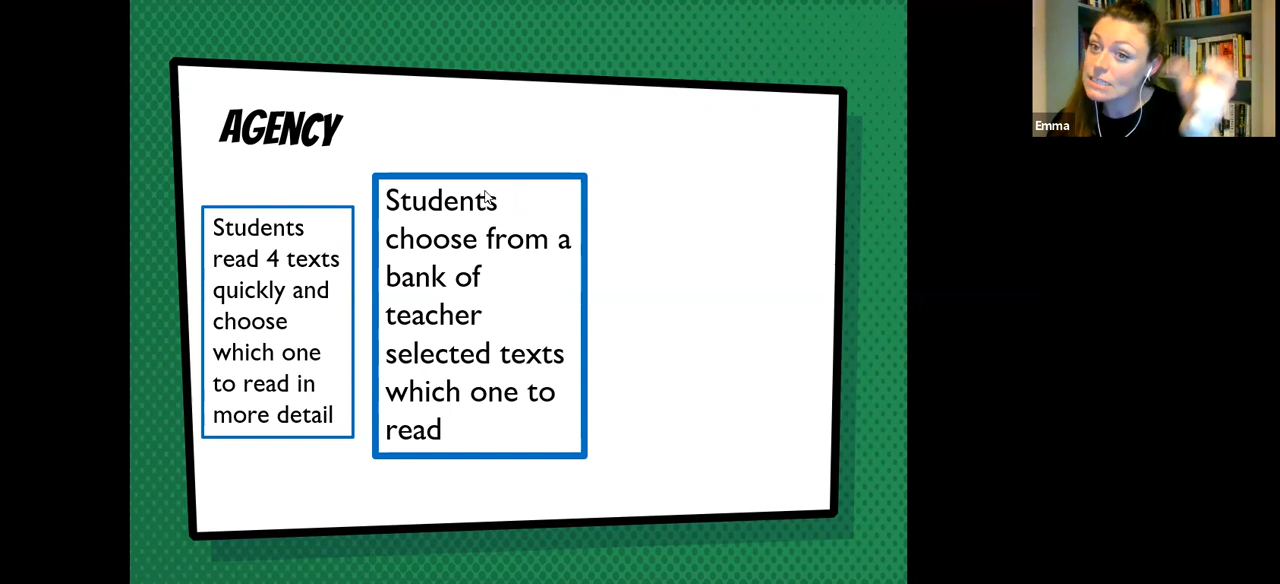 AGENCY
Students
read 4 texts
quickly and
choose
which one
to read in
more detail
Students
choose from a
bank of
teacher
selected texts
which one to
read
Emma